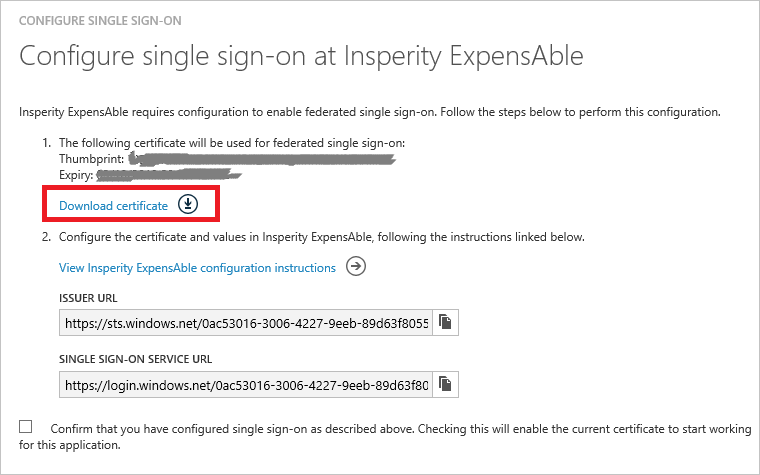 CONFIGURE SINGLE SIGN-ON
Configure single sign-on at Insperity ExpensAble
Insperity ExpensAble requires configuration to enable federated single sign-on. Follow the steps below to perform this configuration.
1. The following certificate will be used for federated single sign-on:
Thumbprint:
Expiry:
Download certificate
2. Configure the certificate and values in Insperity ExpensAble, following the instructions linked below.
View Insperity ExpensAble configuration instructions
ISSUER URL
https://sts.windows.net/0ac53016-3006-4227-9eeb-89d63f8055
SINGLE SIGN-ON SERVICE URL
https://login.windows.net/0ac53016-3006-4227-9eeb-89d63f80
Confirm that you have configured single sign-on as described above. Checking this will enable the current certificate to start working
for this application.